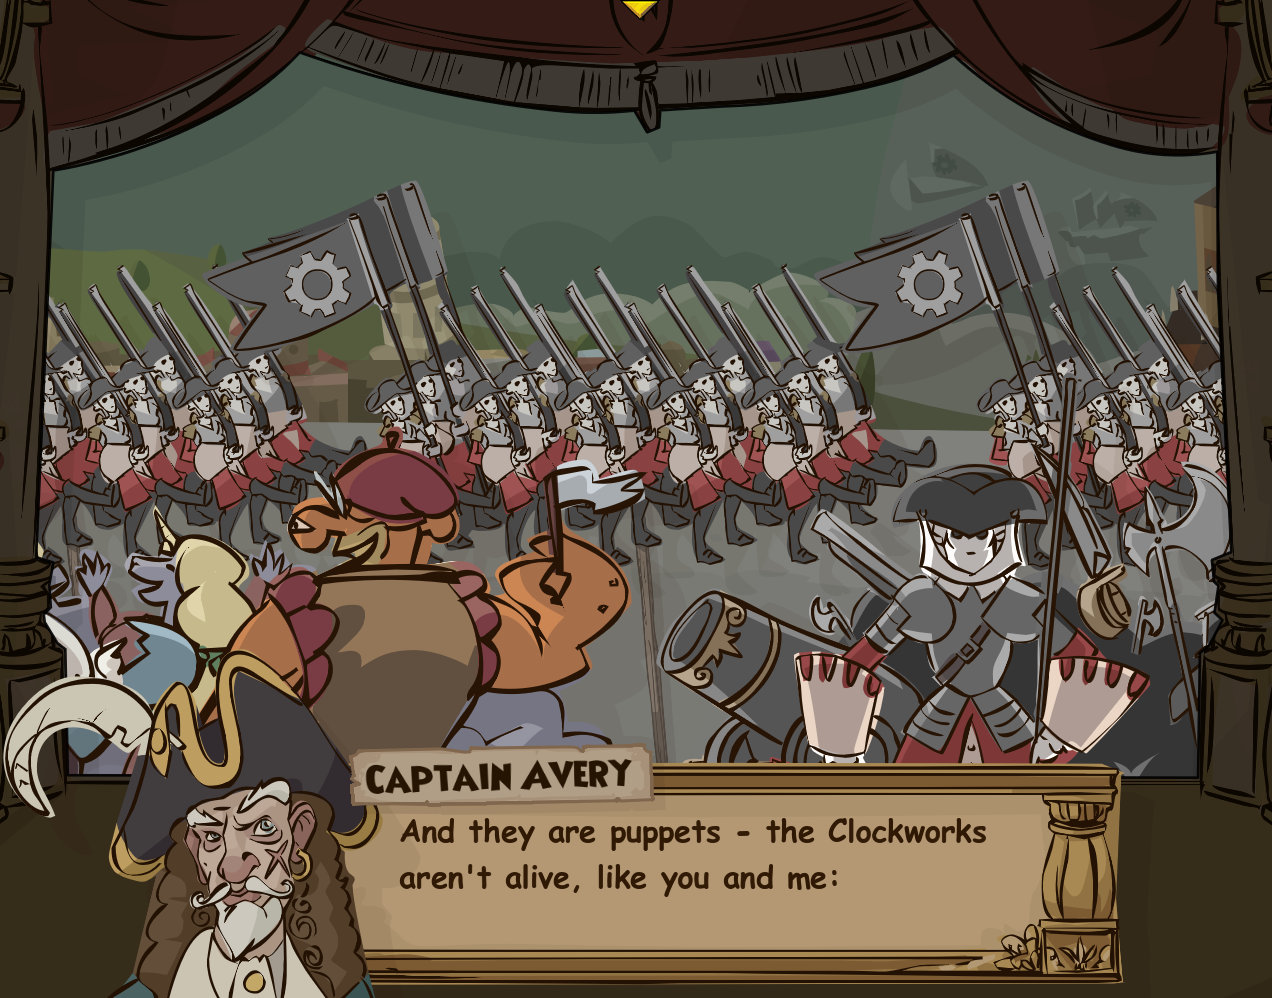 CAPTAIN AVERY
And they are puppets - the Clockworks
aren't alive, like you and me: